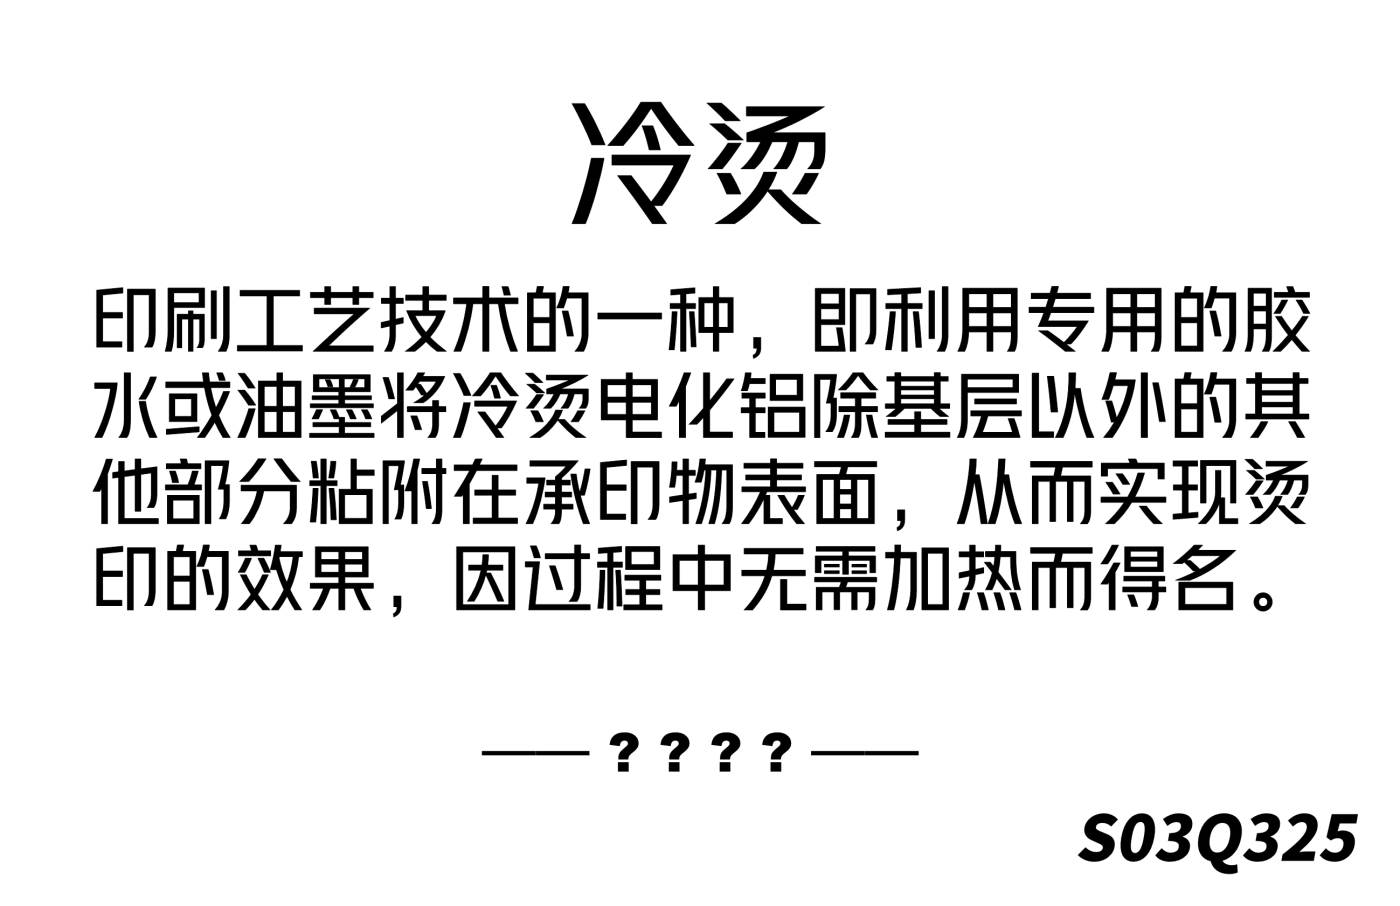 冷烫
印刷工艺技术的一种，即利用专用的胶
水或油墨将冷烫电化铝除基层以外的其
他部分粘附在承印物表面，从而实现烫
印的效果，因过程中无需加热而得名。
——？？？？——
S03Q325